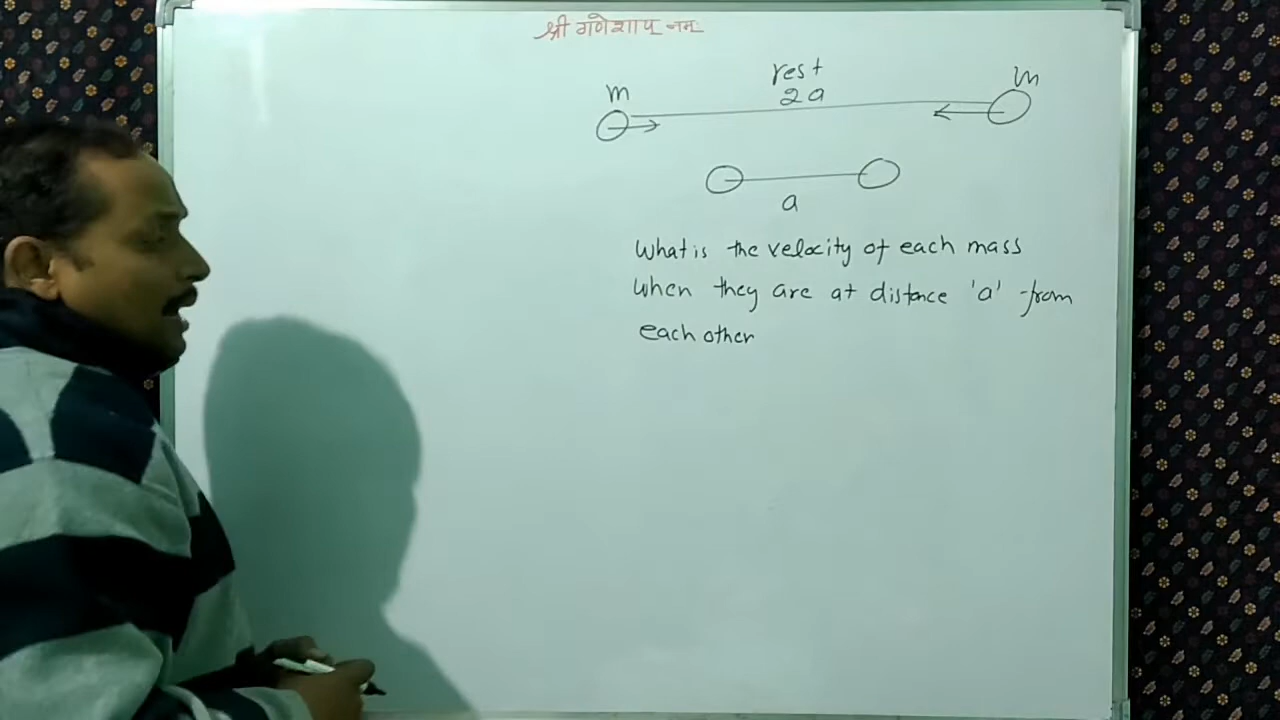 श्री गणेशाय नमः
rest
m 2a m
a
What is the velocity of each mass
when they are at distance 'a' from
each other